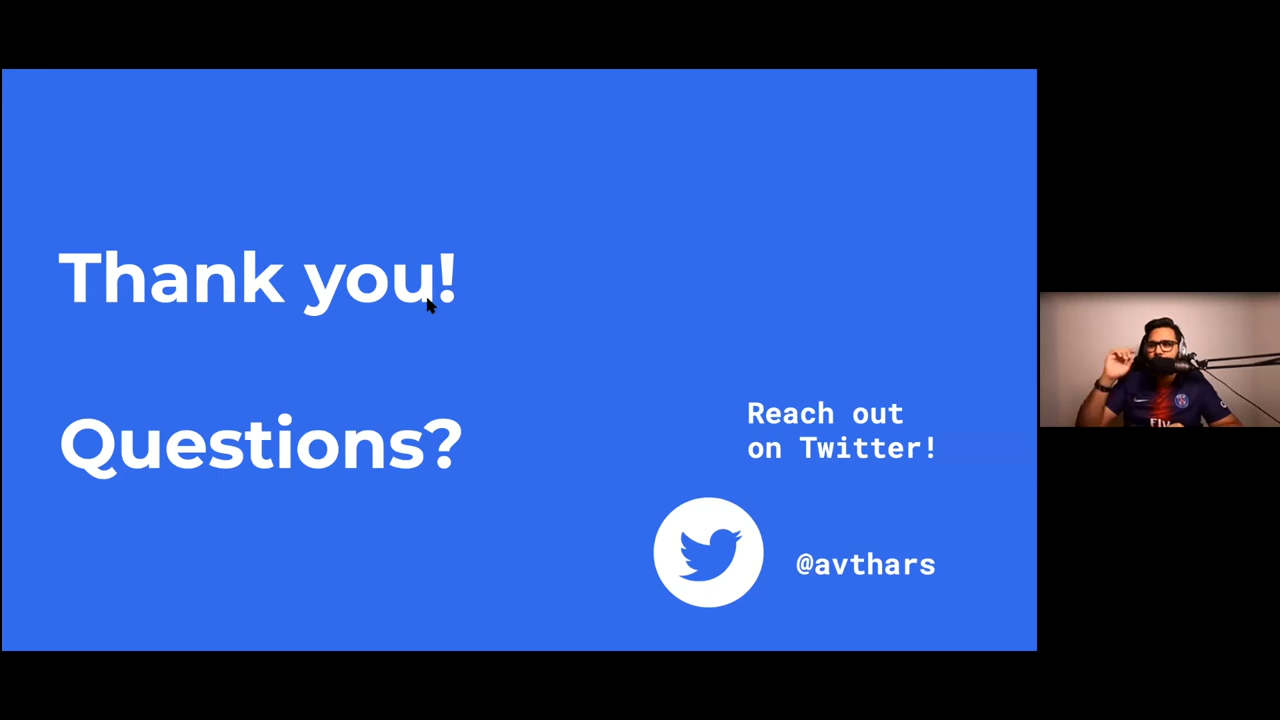 Thank you!
Questions?
Reach out
on Twitter!
@avthars